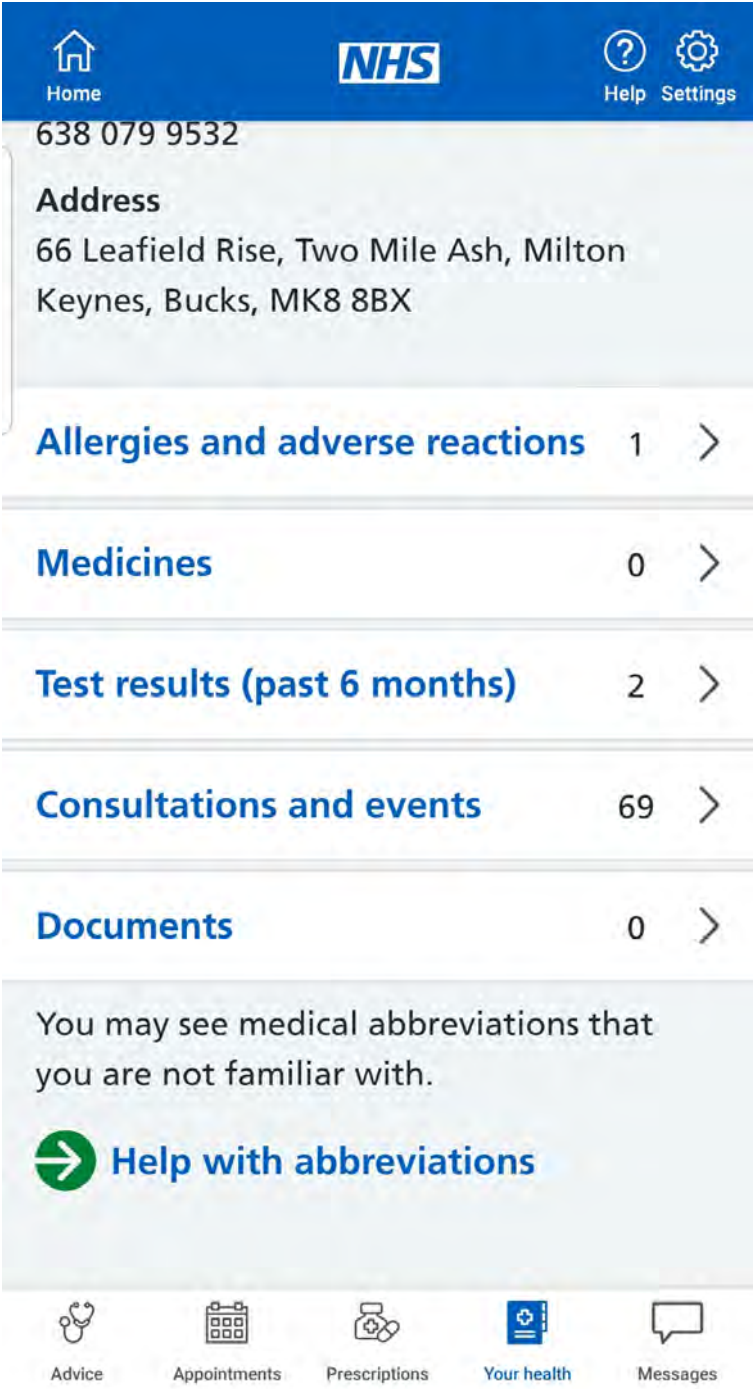 Home
NHS
Help Settings
638 079 9532
Address
66 Leafield Rise, Two Mile Ash, Milton
Keynes, Bucks, MK8 8BX
Allergies and adverse reactions 1
Medicines 0
Test results (past 6 months) 2
Consultations and events 69
Documents 0
You may see medical abbreviations that
you are not familiar with.
Help with abbreviations
Advice Appointments Prescriptions Your health Messages